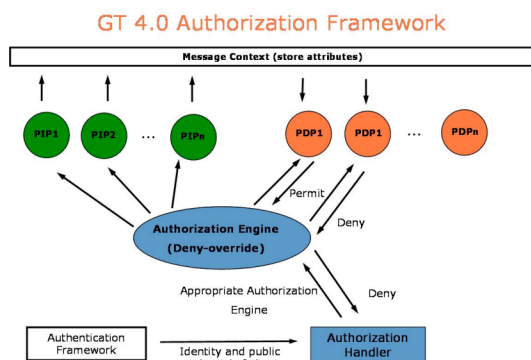 GT 4.0 Authorization Framework
Message Context (store attributes)
PIP1 PIP2 ... PIPn PDP1 PDP1 ... PDPn
Permit
Authorization Engine
(Deny-override)
Deny
Appropriate Authorization
Engine
Deny
Authentication
Framework
Identity and public
Authorization
Handler